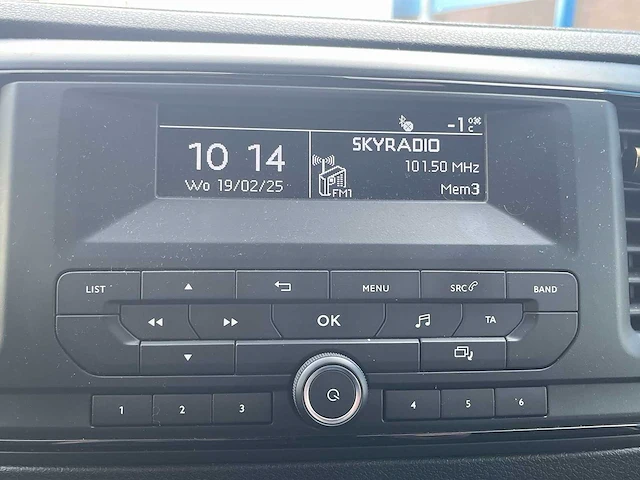 -1 °C
10 14
SKYRADIO
101.50 MHz
Wo 19/02/25
FM1
Mem3
LIST
MENU
SRC
BAND
OK
TA
1
2
3
4
5
6